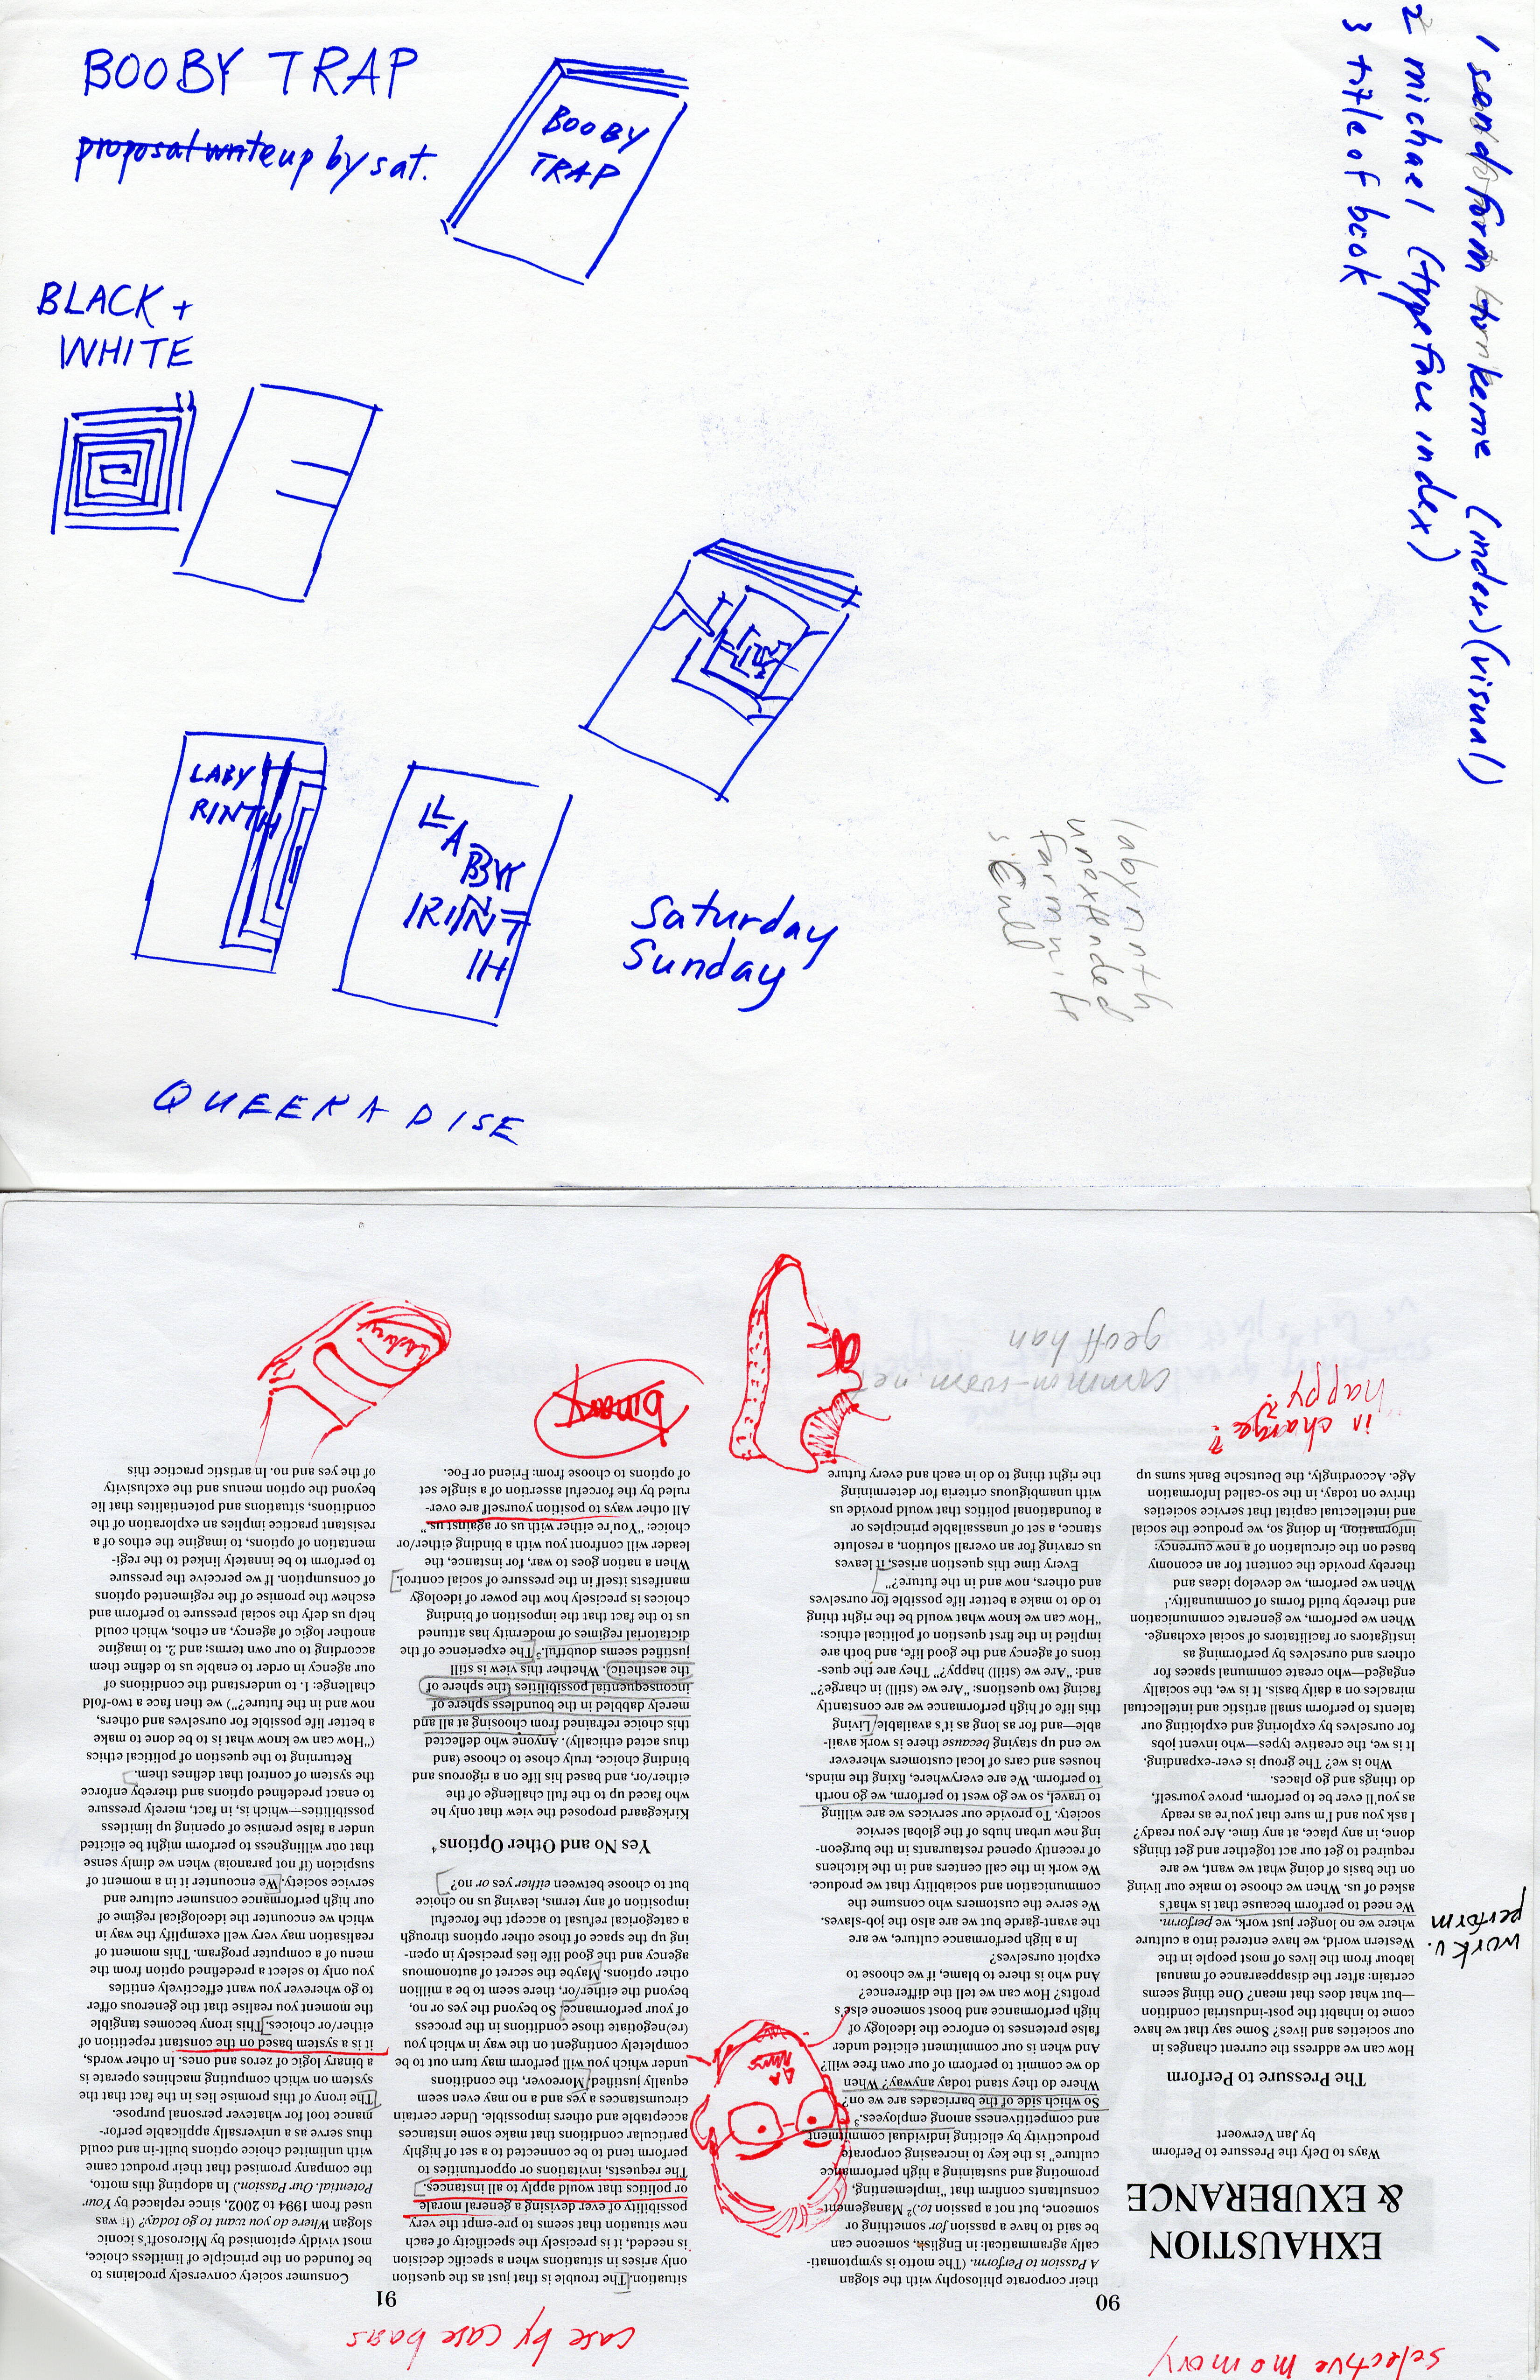 BOOBY TRAP
proposal writeup by sat.
BOOBY
TRAP
1 send form to kerne (index)(visual)
2 michael (typeface index)
3 title of book
BLACK +
WHITE
LABY
RINTH
LABY
RINT
H
Saturday
Sunday
labyrinth
QUEERADISE
selective momory
90
EXHAUSTION
& EXUBERANCE
Ways to Defy the Pressure to Perform
by Jan Verwoert
The Pressure to Perform
How can we address the current changes in
our societies and lives? Some say that we have
come to inhabit the post-industrial condition
—but what does that mean? One thing seems
certain: after the disappearance of manual
labour from the lives of most people in the
Western world, we have entered into a culture
where we no longer just work, we perform.
We need to perform because that is what's
asked of us. When we choose to make our living
on the basis of doing what we want, we are
required to get our act together and get things
done, in any place, at any time. Are you ready?
I ask you and I'm sure that you're as ready
as you'll ever be to perform, prove yourself,
do things and go places.
Who is we? The group is ever-expanding.
It is we, the creative types—who invent jobs
for ourselves by exploring and exploiting our
talents to perform small artistic and intellectual
miracles on a daily basis. It is we, the socially
engaged—who create communal spaces for
others and ourselves by performing as
instigators or facilitators of social exchange.
When we perform, we generate communication
and thereby build forms of communality.¹
When we perform, we develop ideas and
thereby provide the content for an economy
based on the circulation of a new currency:
information. In doing so, we produce the social
and intellectual capital that service societies
thrive on today, in the so-called Information
Age. Accordingly, the Deutsche Bank sums up
work v.
perform
in charge?
happy?
their corporate philosophy with the slogan
A Passion to Perform. (The motto is symptomati-
cally agrammatical: in English, someone can
be said to have a passion for something or
someone, but not a passion to.)² Management
consultants confirm that "implementing,
promoting and sustaining a high performance
culture" is the key to increasing corporate
productivity by eliciting individual commitment
and competitiveness among employees.³
So which side of the barricades are we on?
Where do they stand today anyway? When
do we commit to perform of our own free will?
And when is our commitment elicited under
false pretenses to enforce the ideology of
high performance and boost someone else's
profits? How can we tell the difference?
And who is there to blame, if we choose to
exploit ourselves?
In a high performance culture, we are
the avant-garde but we are also the job-slaves.
We serve the customers who consume the
communication and sociability that we produce.
We work in the call centers and in the kitchens
of recently opened restaurants in the burgeon-
ing new urban hubs of the global service
society. To provide our services we are willing
to travel, so we go west to perform, we go north
to perform. We are everywhere, fixing the minds,
houses and cars of local customers wherever
we end up staying because there is work avail-
able—and for as long as it's available. Living
this life of high performance we are constantly
facing two questions: "Are we (still) in charge?"
and: "Are we (still) happy?" They are the ques-
tions of agency and the good life, and both are
implied in the first question of political ethics:
"How can we know what would be the right thing
to do to make a better life possible for ourselves
and others, now and in the future?"
Every time this question arises, it leaves
us craving for an overall solution, a resolute
stance, a set of unassailable principles or
a foundational politics that would provide us
with unambiguous criteria for determining
the right thing to do in each and every future
common-room.net
geoff han
case by case basis
91
situation. The trouble is that just as the question
only arises in situations when a specific decision
is needed, it is precisely the specificity of each
new situation that seems to pre-empt the very
possibility of ever devising a general morale
or politics that would apply to all instances.
The requests, invitations or opportunities to
perform tend to be connected to a set of highly
particular conditions that make some instances
acceptable and others impossible. Under certain
circumstances a yes and a no may even seem
equally justified. Moreover, the conditions
under which you will perform may turn out to be
completely contingent on the way in which you
(re)negotiate those conditions in the process
of your performance. So beyond the yes or no,
beyond the either/or, there seem to be a million
other options. Maybe the secret of autonomous
agency and the good life lies precisely in open-
ing up the space of those other options through
a categorical refusal to accept the forceful
imposition of any terms, leaving us no choice
but to choose between either yes or no?
Yes No and Other Options⁴
Kirkegaard proposed the view that only he
who faced up to the full challenge of the
either/or, and based his life on a rigorous and
binding choice, truly chose to choose (and
thus acted ethically). Anyone who deflected
this choice refrained from choosing at all and
merely dabbled in the boundless sphere of
inconsequential possibilities (the sphere of
the aesthetic). Whether this view is still
justified seems doubtful.⁵ The experience of the
dictatorial regimes of modernity has attuned
us to the fact that the imposition of binding
choices is precisely how the power of ideology
manifests itself in the pressure of social control.
When a nation goes to war, for instance, the
leader will confront you with a binding either/or
choice: "You're either with us or against us."
All other ways to position yourself are over-
ruled by the forceful assertion of a single set
of options to choose from: Friend or Foe.
binary
Consumer society conversely proclaims to
be founded on the principle of limitless choice,
most vividly epitomised by Microsoft's iconic
slogan Where do you want to go today? (It was
used from 1994 to 2002, since replaced by Your
Potential. Our Passion.) In adopting this motto,
the company promised that their product came
with unlimited choice options built-in and could
thus serve as a universally applicable perfor-
mance tool for whatever personal purpose.
The irony of this promise lies in the fact that the
system on which computing machines operate is
a binary logic of zeros and ones. In other words,
it is a system based on the constant repetition of
either/or choices. This irony becomes tangible
the moment you realise that the generous offer
to go wherever you want effectively entitles
you only to select a predefined option from the
menu of a computer program. This moment of
realisation may very well exemplify the way in
which we encounter the ideological regime of
our high performance consumer culture and
service society. We encounter it in a moment of
suspicion (if not paranoia) when we dimly sense
that our willingness to perform might be elicited
under a false premise of opening up limitless
possibilities—which is, in fact, merely pressure
to enact predefined options and thereby enforce
the system of control that defines them.
Returning to the question of political ethics
("How can we know what is to be done to make
a better life possible for ourselves and others,
now and in the future?") we then face a two-fold
challenge: 1. to understand the conditions of
our agency in order to enable us to define them
according to our own terms; and 2. to imagine
another logic of agency, an ethos, which could
help us defy the social pressure to perform and
eschew the promise of the regimented options
of consumption. If we perceive the pressure
to perform to be innately linked to the regi-
mentation of options, to imagine the ethos of a
resistant practice implies an exploration of the
conditions, situations and potentialities that lie
beyond the option menus and the exclusivity
of the yes and no. In artistic practice this